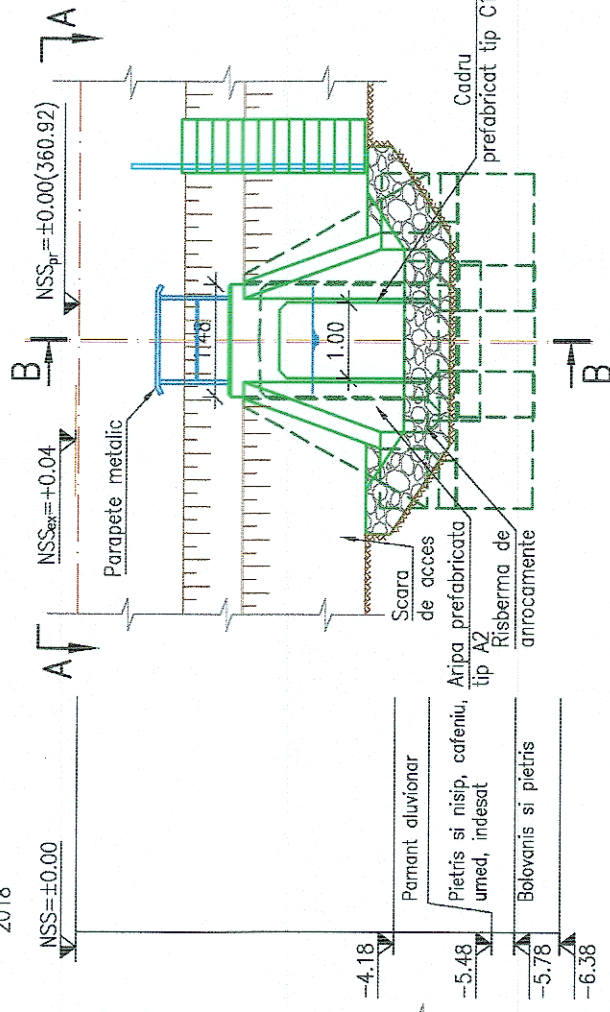 2018
NSS=±0.00
-4.18
-5.48
-5.78
-6.38
Pamant aluvionar
Pietris si nisip, cafeniu,
umed, indesat
Bolovanis si pietris
A
A
NSSex=+0.04
B
NSSpr=±0.00(360.92)
Parapete metalic
1.48
1.00
Scara
de acces
Aripa prefabricata
tip A2
Risberma de
anrocamente
Cadru
prefabricat tip C1
B